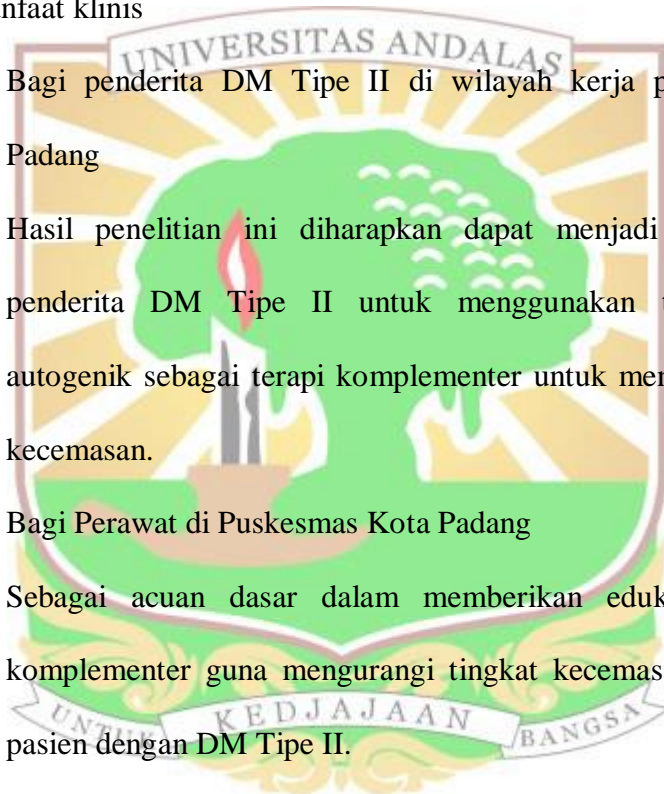 nfaat klinis
UNIVERSITAS ANDALAS
Bagi penderita DM Tipe II di wilayah kerja p
Padang
Hasil penelitian ini diharapkan dapat menjadi
penderita DM Tipe II untuk menggunakan
autogenik sebagai terapi komplementer untuk men
kecemasan.
Bagi Perawat di Puskesmas Kota Padang
Sebagai acuan dasar dalam memberikan eduk
komplementer guna mengurangi tingkat kecemas
UNTUK KEDJAJAAN BANGSA
pasien dengan DM Tipe II.